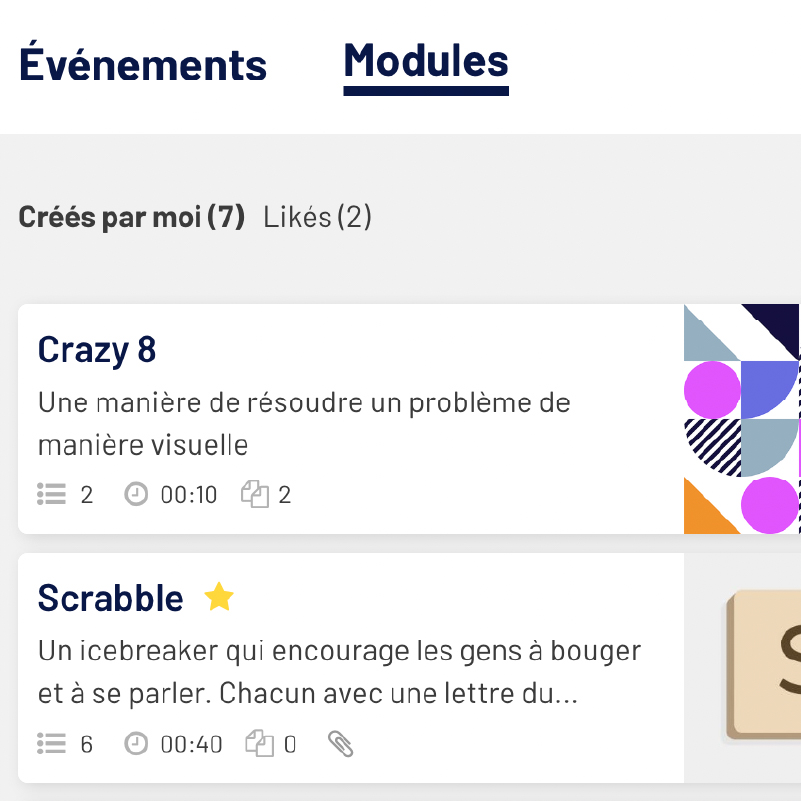 Événements Modules
Créés par moi (7) Likés (2)
Crazy 8
Une manière de résoudre un problème de
manière visuelle
2 00:10 2
Scrabble
Un icebreaker qui encourage les gens à bouger
et à se parler. Chacun avec une lettre du...
6 00:40 0